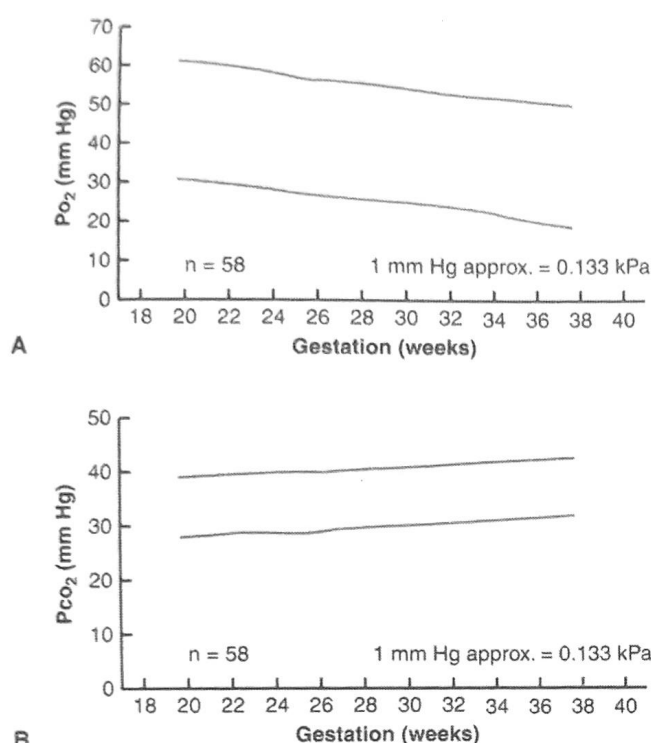 70
60
50
40
30
20
10
0
Po₂ (mm Hg)
n = 58 1 mm Hg approx. = 0.133 kPa
18 20 22 24 26 28 30 32 34 36 38 40
Gestation (weeks)
A
50
40
30
20
10
0
Pco₂ (mm Hg)
n = 58 1 mm Hg approx. = 0.133 kPa
18 20 22 24 26 28 30 32 34 36 38 40
Gestation (weeks)
B